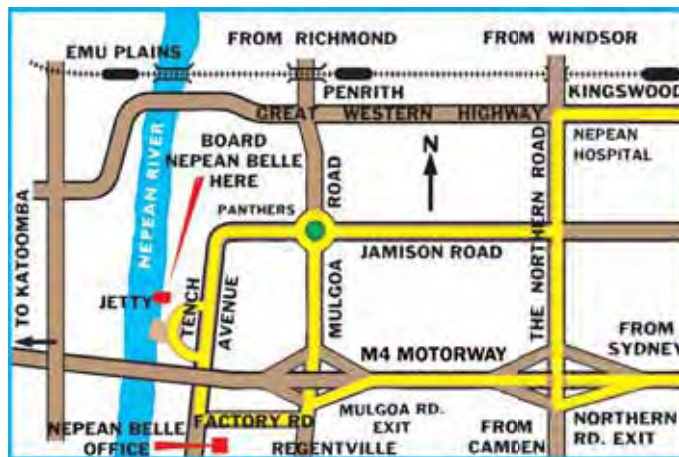 EMU PLAINS
FROM RICHMOND
FROM WINDSOR
PENRITH
KINGSWOOD
GREAT WESTERN HIGHWAY
BOARD
NEPEAN BELLE
HERE
N
NEPEAN
HOSPITAL
NEPEAN RIVER
PANTHERS
ROAD
THE NORTHERN ROAD
JAMISON ROAD
TO KATOOMBA
JETTY
TENCH
AVENUE
MULGOA
M4 MOTORWAY
FROM
SYDNEY
FACTORY RD
MULGOA RD.
EXIT
FROM
CAMDEN
NORTHERN
RD. EXIT
NEPEAN BELLE
OFFICE
REGENTVILLE